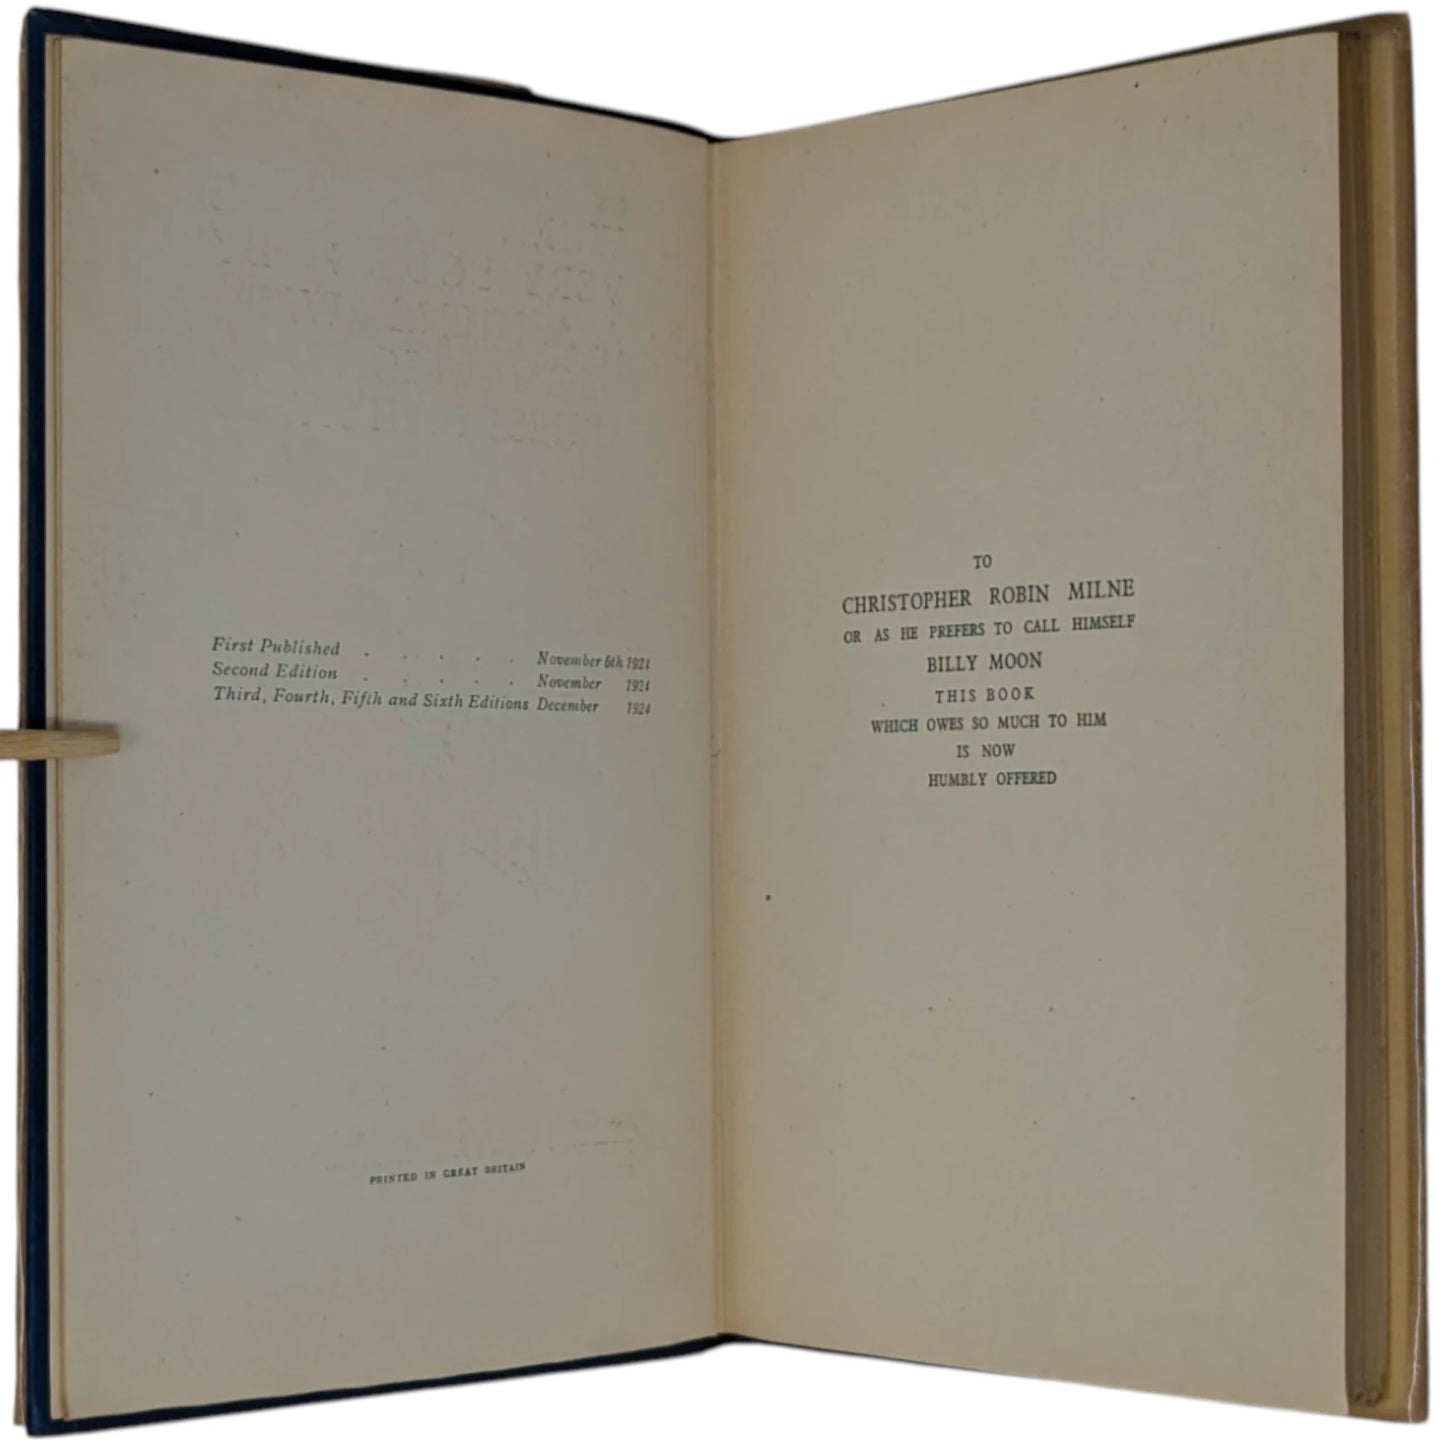 First Published . . . . . November 6th 1924
Second Edition . . . . . November 1924
Third, Fourth, Fifth and Sixth Editions December 1924
PRINTED IN GREAT BRITAIN
TO
CHRISTOPHER ROBIN MILNE
OR AS HE PREFERS TO CALL HIMSELF
BILLY MOON
THIS BOOK
WHICH OWES SO MUCH TO HIM
IS NOW
HUMBLY OFFERED